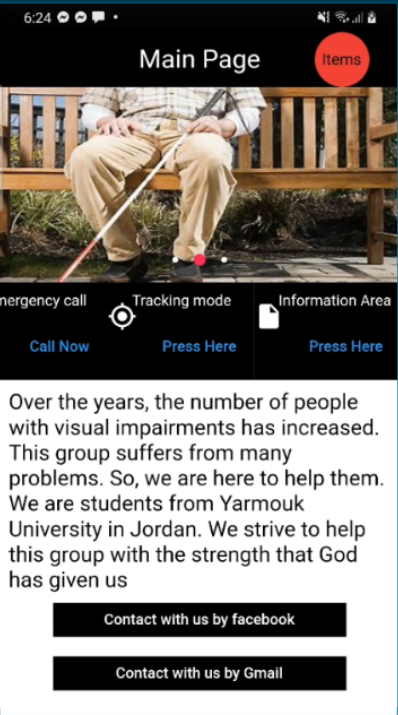 6:24
Main Page
Items
mergency call
Tracking mode
Information Area
Call Now
Press Here
Press Here
Over the years, the number of people
with visual impairments has increased.
This group suffers from many
problems. So, we are here to help them.
We are students from Yarmouk
University in Jordan. We strive to help
this group with the strength that God
has given us
Contact with us by facebook
Contact with us by Gmail